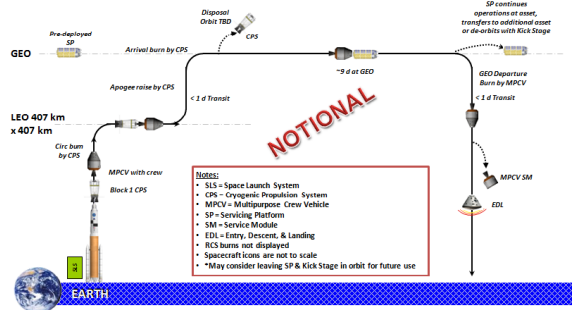 Disposal
Orbit TBD
CPS
SP continues
operations at asset,
transfers to additional asset
or de-orbits with Kick Stage
Pre-deployed
SP
GEO
Arrival burn by CPS
~9 d at GEO
GEO Departure
Burn by MPCV
Apogee raise by CPS
< 1 d Transit
< 1 d Transit
LEO 407 km
x 407 km
NOTIONAL
Circ burn
by CPS
MPCV with crew
Block 1 CPS
MPCV SM
EDL
Notes:
• SLS = Space Launch System
• CPS – Cryogenic Propulsion System
• MPCV = Multipurpose Crew Vehicle
• SP = Servicing Platform
• SM = Service Module
• EDL = Entry, Descent, & Landing
• RCS burns not displayed
• Spacecraft icons are not to scale
• *May consider leaving SP & Kick Stage in orbit for future use
SLS
EARTH